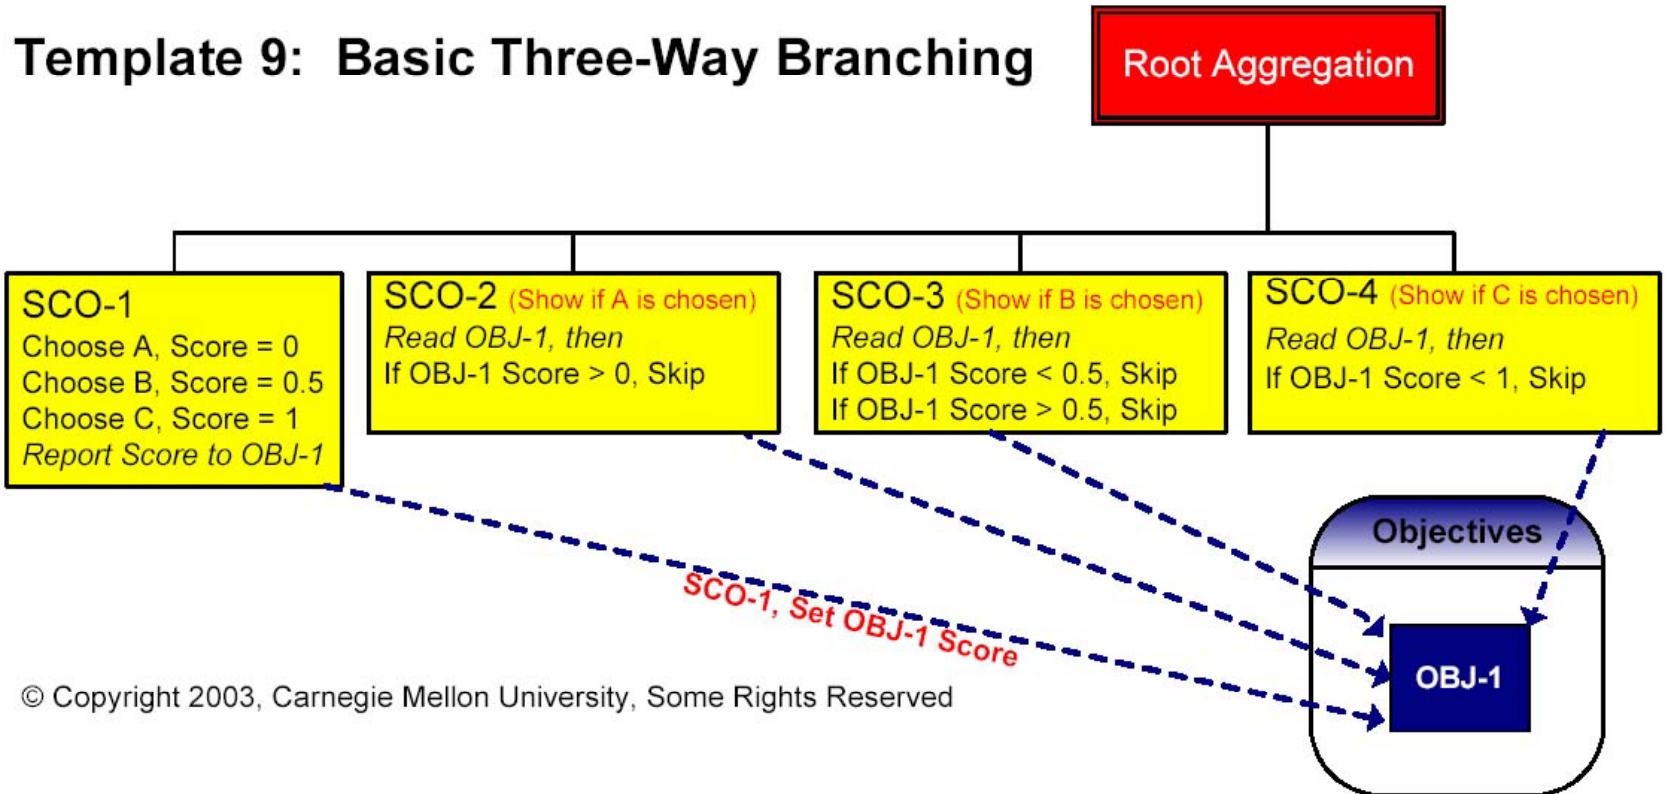 Template 9: Basic Three-Way Branching
Root Aggregation
SCO-1
Choose A, Score = 0
Choose B, Score = 0.5
Choose C, Score = 1
Report Score to OBJ-1
SCO-2 (Show if A is chosen)
Read OBJ-1, then
If OBJ-1 Score > 0, Skip
SCO-3 (Show if B is chosen)
Read OBJ-1, then
If OBJ-1 Score < 0.5, Skip
If OBJ-1 Score > 0.5, Skip
SCO-4 (Show if C is chosen)
Read OBJ-1, then
If OBJ-1 Score < 1, Skip
SCO-1, Set OBJ-1 Score
Objectives
OBJ-1
© Copyright 2003, Carnegie Mellon University, Some Rights Reserved